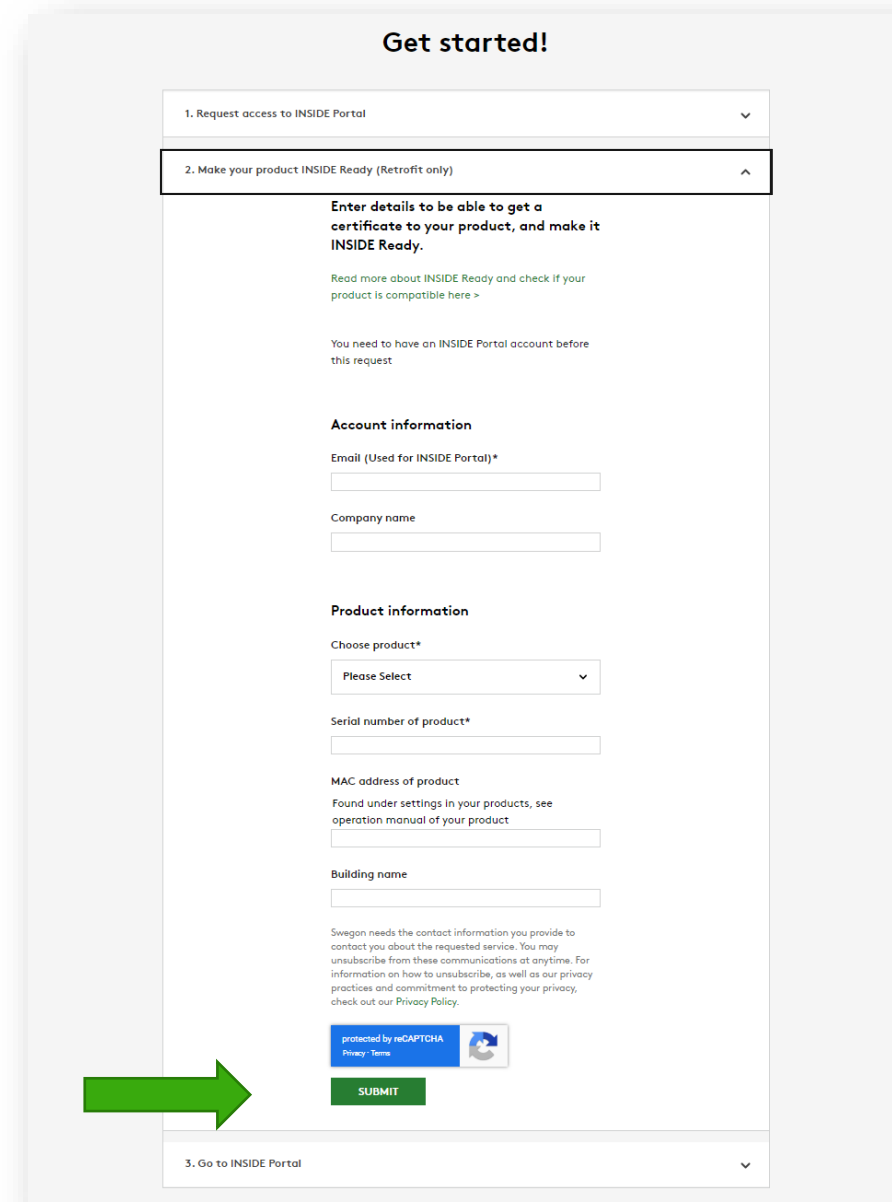 Get started!
1. Request access to INSIDE Portal
2. Make your product INSIDE Ready (Retrofit only)
Enter details to be able to get a
certificate to your product, and make it
INSIDE Ready.
Read more about INSIDE Ready and check if your
product is compatible here >
You need to have an INSIDE Portal account before
this request
Account information
Email (Used for INSIDE Portal)*
Company name
Product information
Choose product*
Please Select
Serial number of product*
MAC address of product
Found under settings in your products, see
operation manual of your product
Building name
Swegon needs the contact information you provide to
contact you about the requested service. You may
unsubscribe from these communications at anytime. For
information on how to unsubscribe, as well as our privacy
practices and commitment to protecting your privacy,
check out our Privacy Policy.
protected by reCAPTCHA
Privacy - Terms
SUBMIT
3. Go to INSIDE Portal